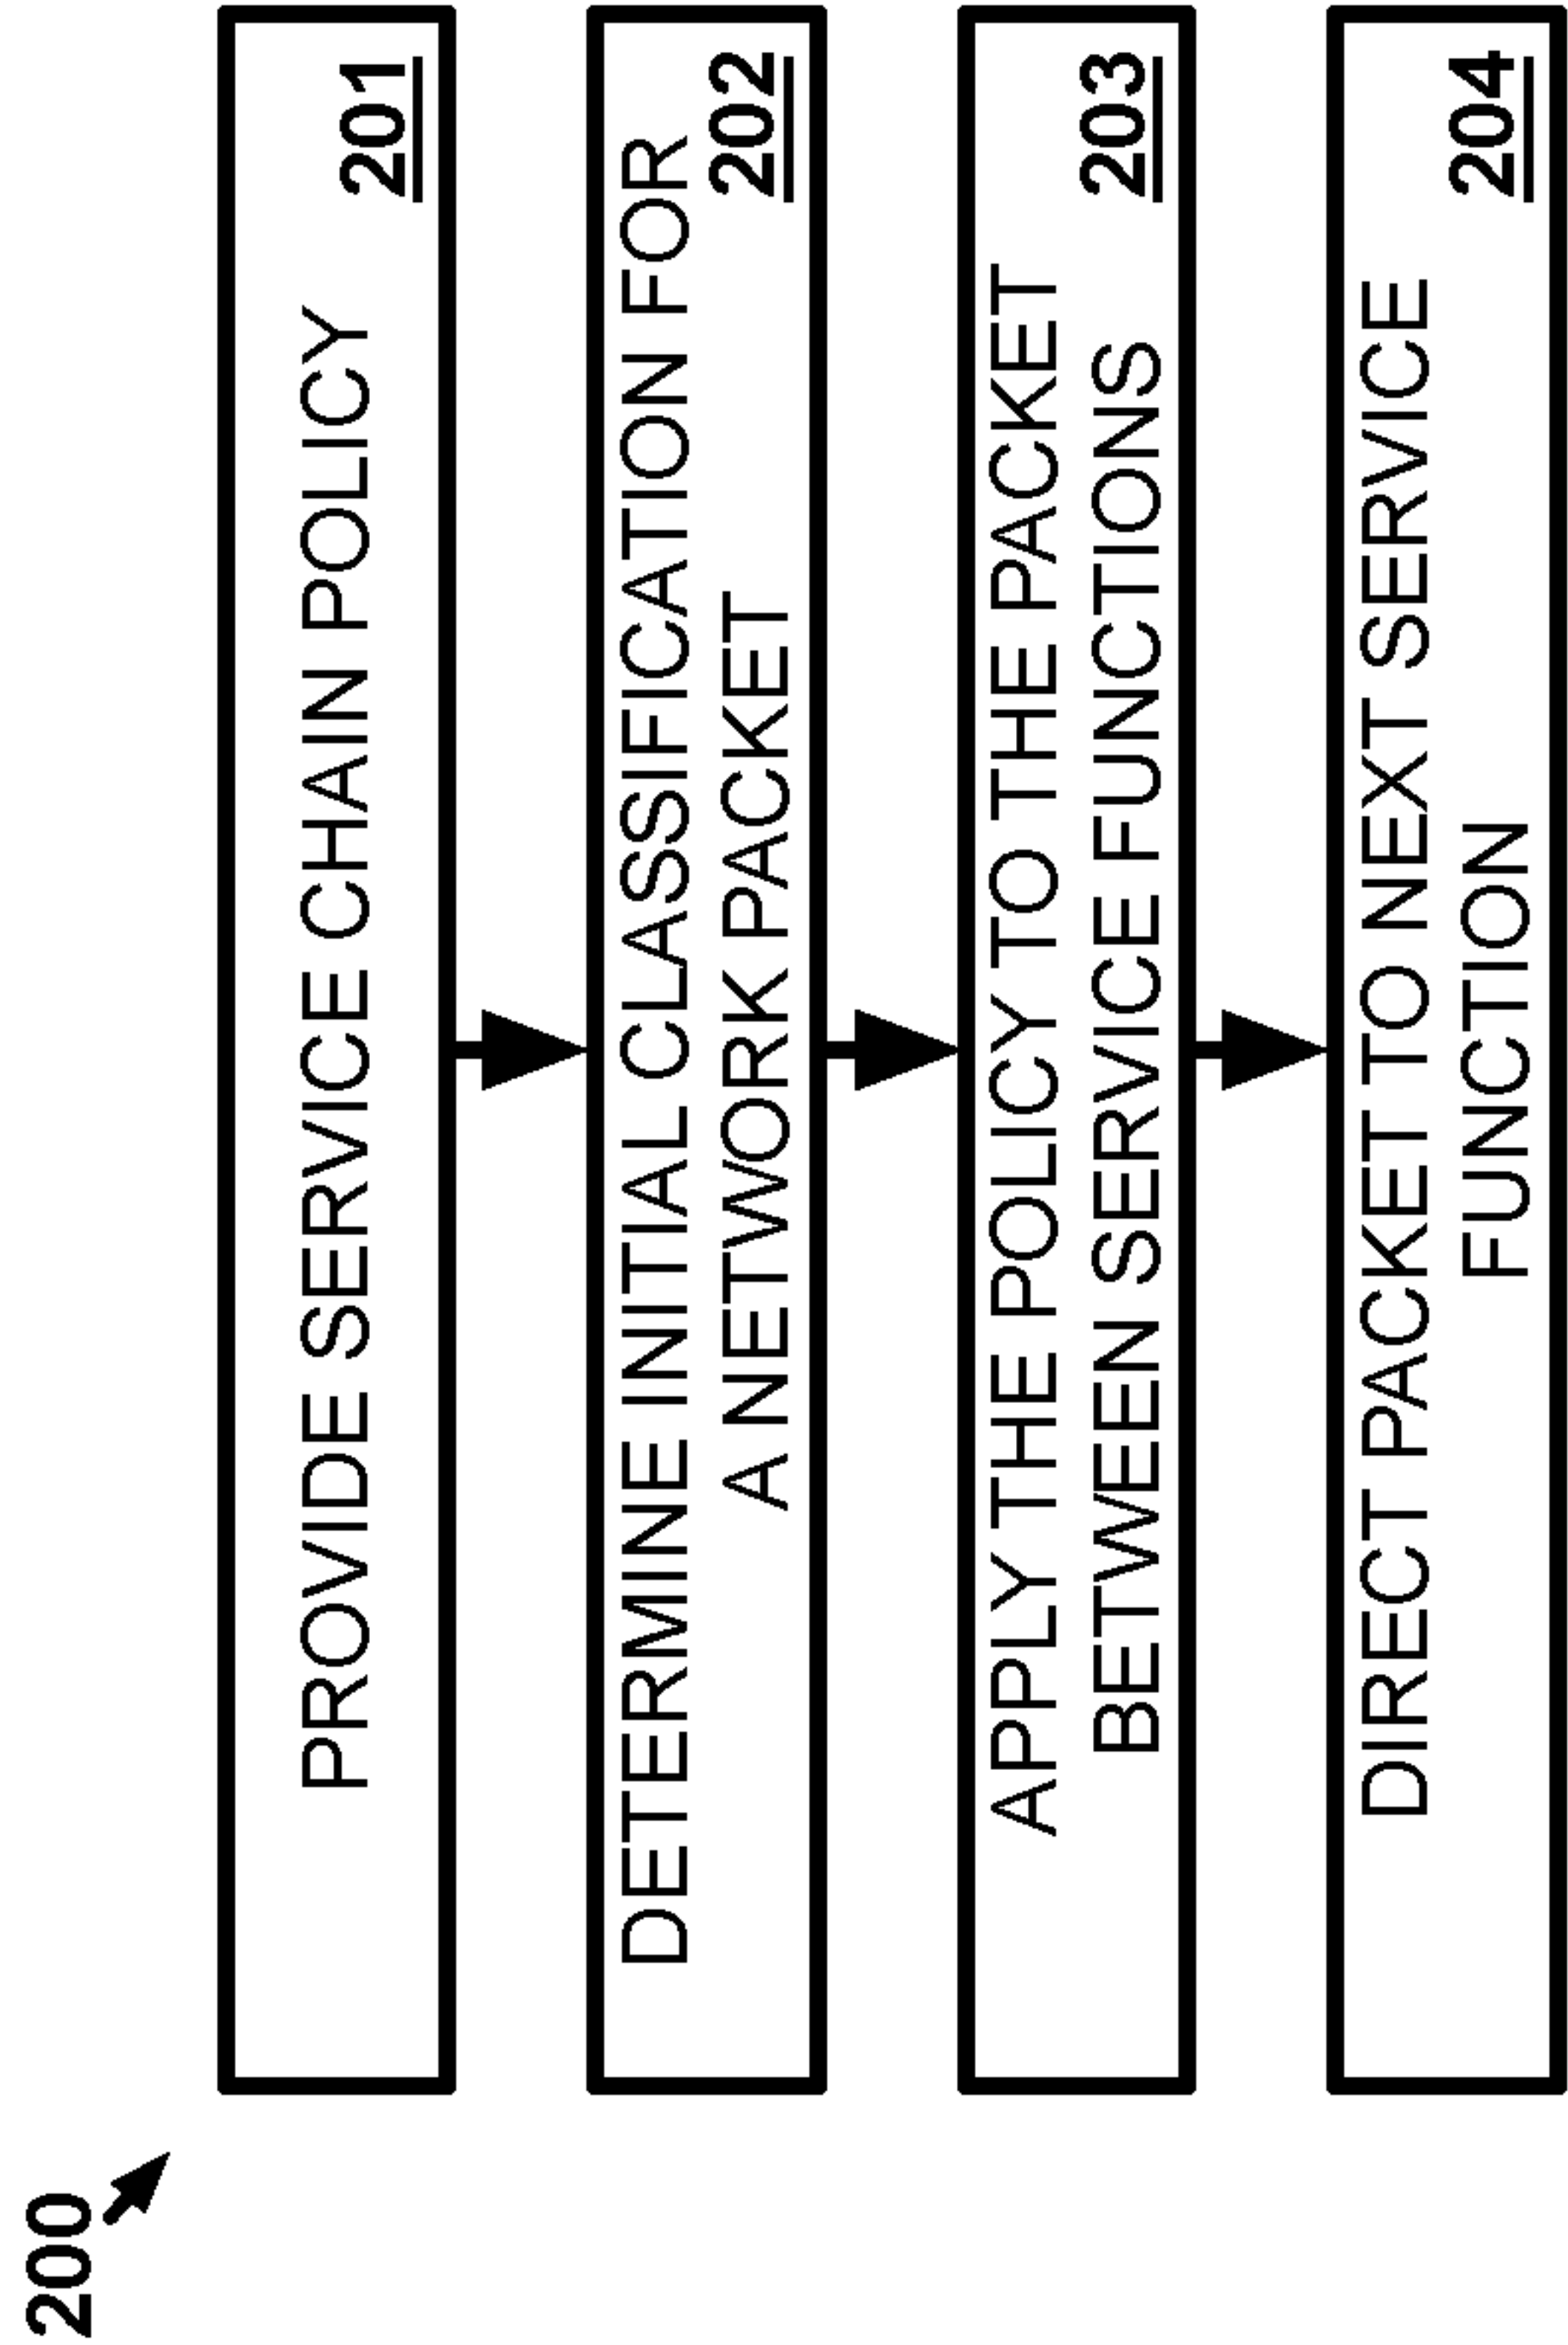 200
PROVIDE SERVICE CHAIN POLICY
201
DETERMINE INITIAL CLASSIFICATION FOR
A NETWORK PACKET
202
APPLY THE POLICY TO THE PACKET
BETWEEN SERVICE FUNCTIONS
203
DIRECT PACKET TO NEXT SERVICE
FUNCTION
204